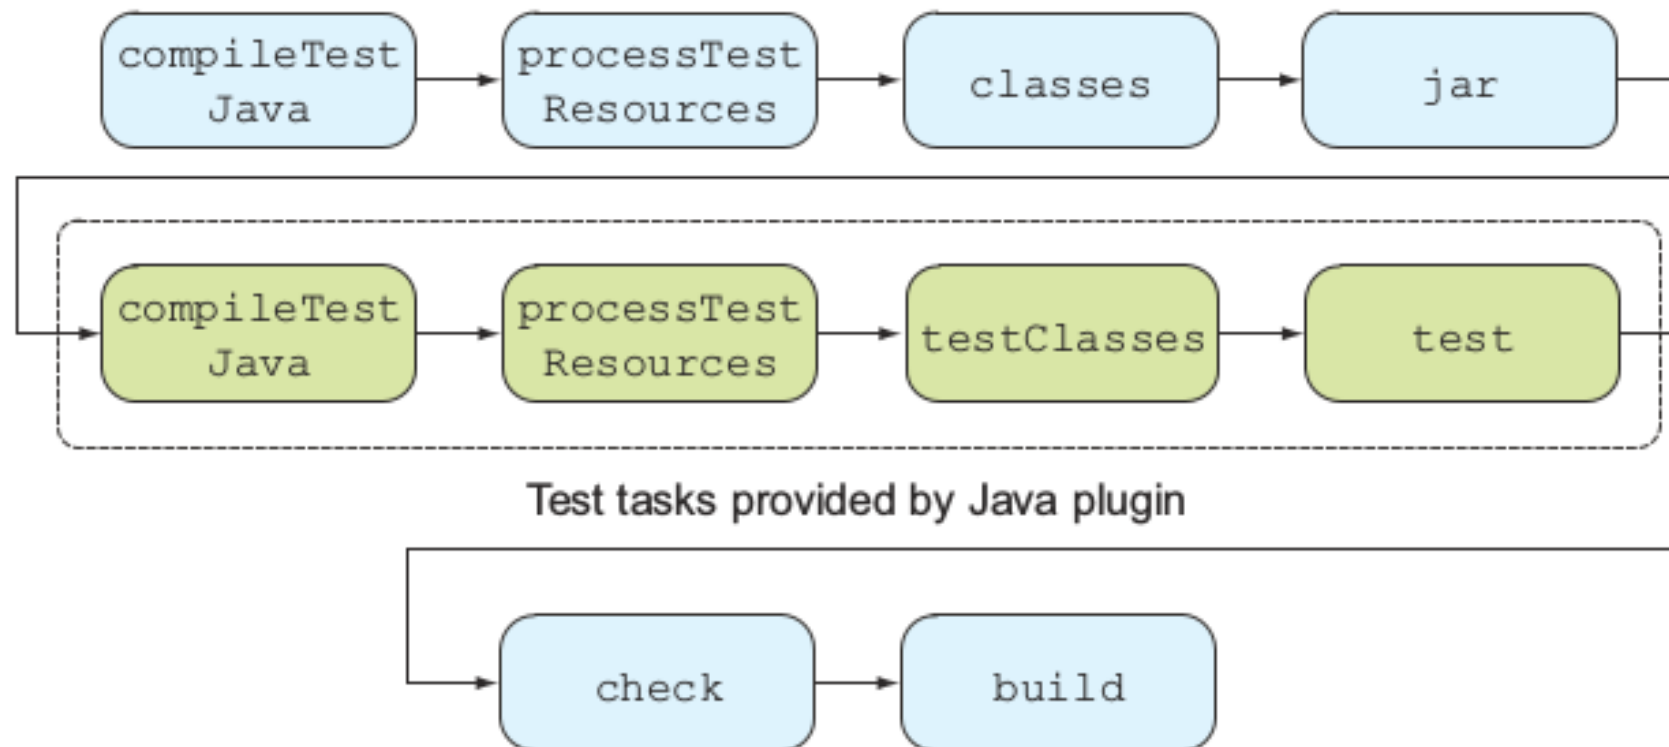 compileTest
Java
processTest
Resources
classes
jar
compileTest
Java
processTest
Resources
testClasses
test
Test tasks provided by Java plugin
check
build